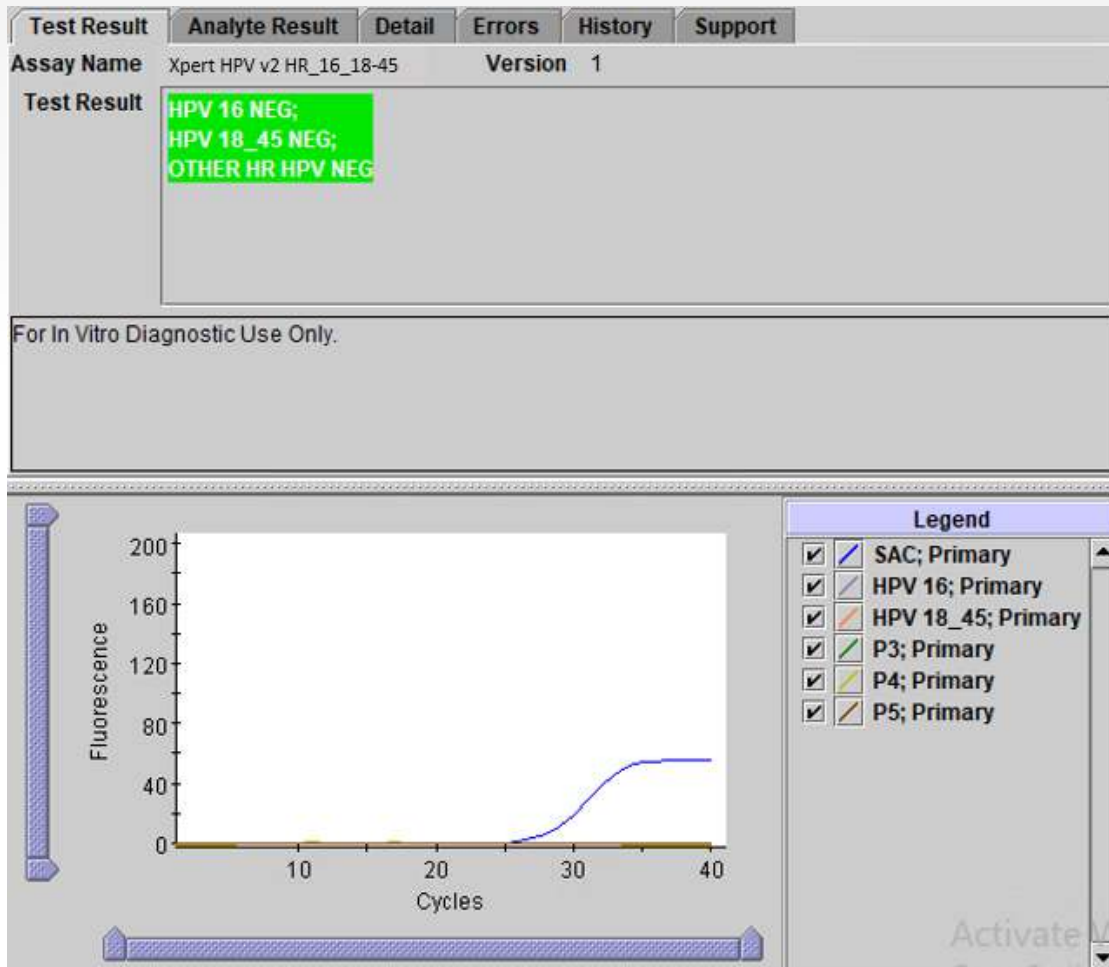 Test Result Analyte Result Detail Errors History Support
Assay Name Xpert HPV v2 HR_16_18-45 Version 1
Test Result
HPV 16 NEG;
HPV 18_45 NEG;
OTHER HR HPV NEG
For In Vitro Diagnostic Use Only.
Legend
SAC; Primary
HPV 16; Primary
HPV 18_45; Primary
P3; Primary
P4; Primary
P5; Primary
Fluorescence
200
160
120
80
40
0
10 20 30 40
Cycles
Activate